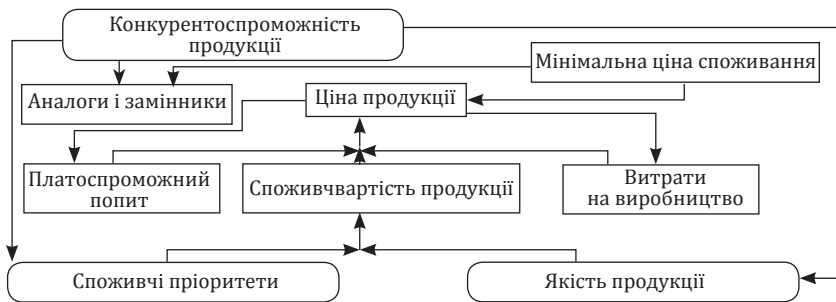 Конкурентоспроможність
продукції
Мінімальна ціна споживання
Аналоги і замінники
Ціна продукції
Платоспроможний
попит
Споживчвартість продукції
Витрати
на виробництво
Споживчі пріоритети
Якість продукції